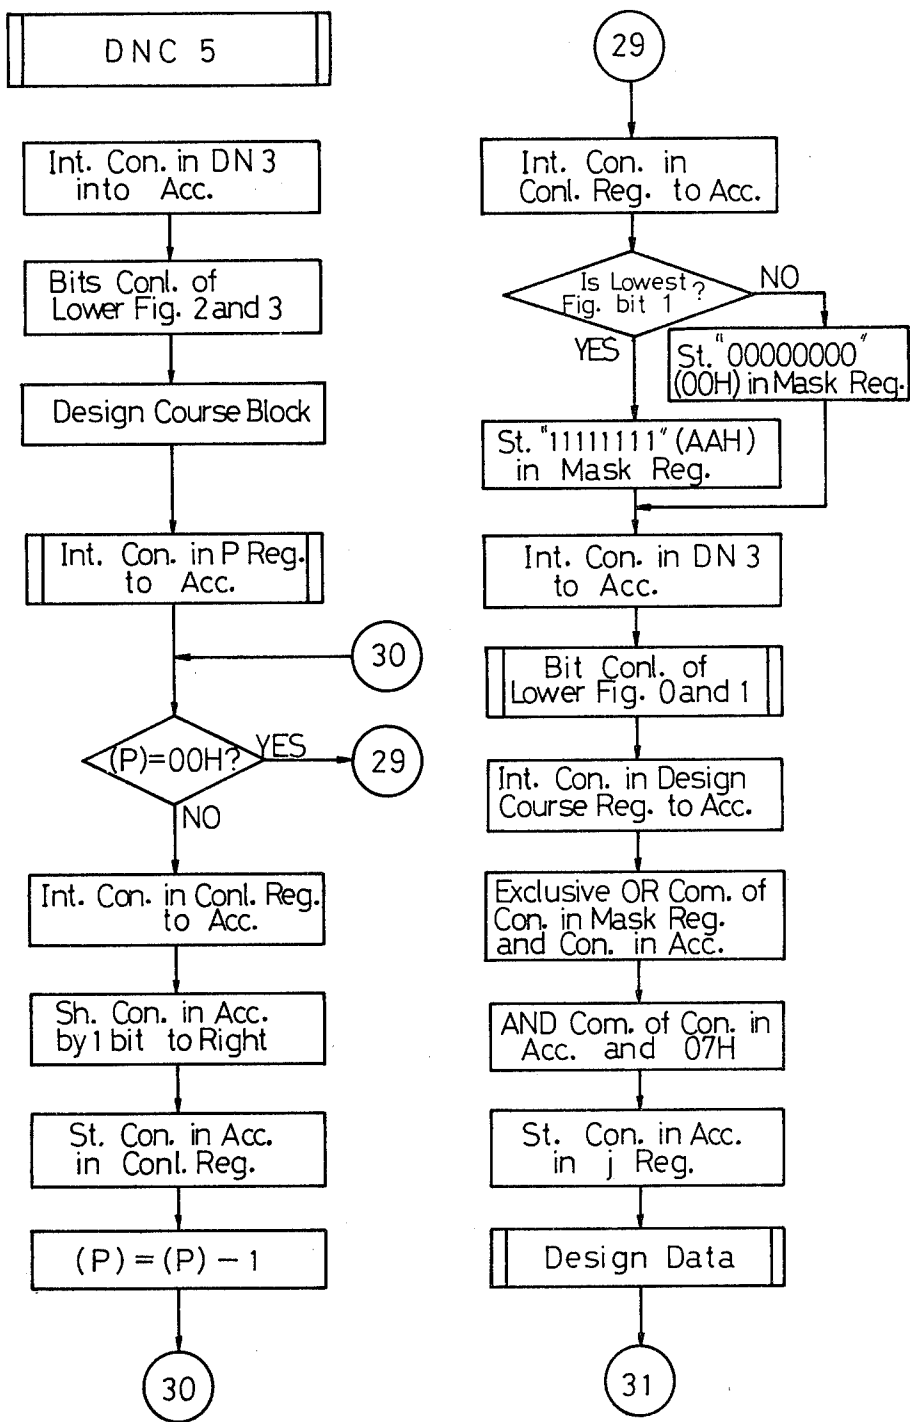 DNC 5
Int. Con. in DN 3
into Acc.
Bits Conl. of
Lower Fig. 2 and 3
Design Course Block
Int. Con. in P Reg.
to Acc.
30
(P)=00H?
YES
29
NO
Int. Con. in Conl. Reg.
to Acc.
Sh. Con. in Acc.
by 1 bit to Right
St. Con. in Acc.
in Conl. Reg.
(P) = (P) - 1
30
29
Int. Con. in
Conl. Reg. to Acc.
Is Lowest
Fig. bit 1 ?
NO
YES
St. "00000000"
(00H) in Mask Reg.
St. "11111111" (AAH)
in Mask Reg.
Int. Con. in DN 3
to Acc.
Bit Conl. of
Lower Fig. 0 and 1
Int. Con. in Design
Course Reg. to Acc.
Exclusive OR Com. of
Con. in Mask Reg.
and Con. in Acc.
AND Com. of Con. in
Acc. and 07H
St. Con. in Acc.
in j Reg.
Design Data
31